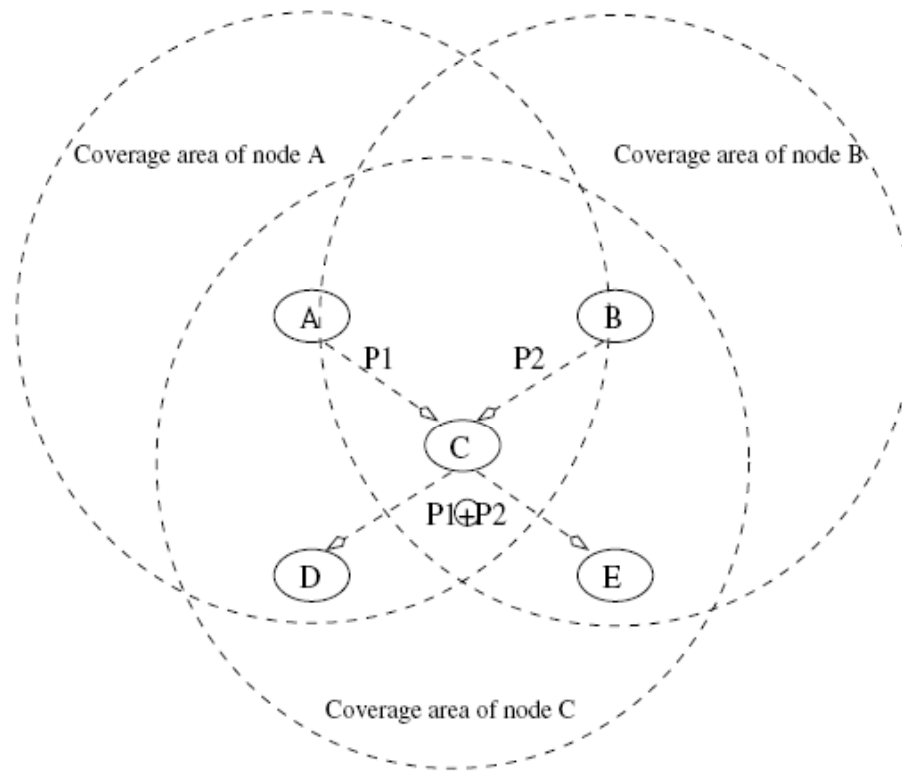 Coverage area of node A
Coverage area of node B
A
B
P1
P2
C
P1⊕P2
D
E
Coverage area of node C